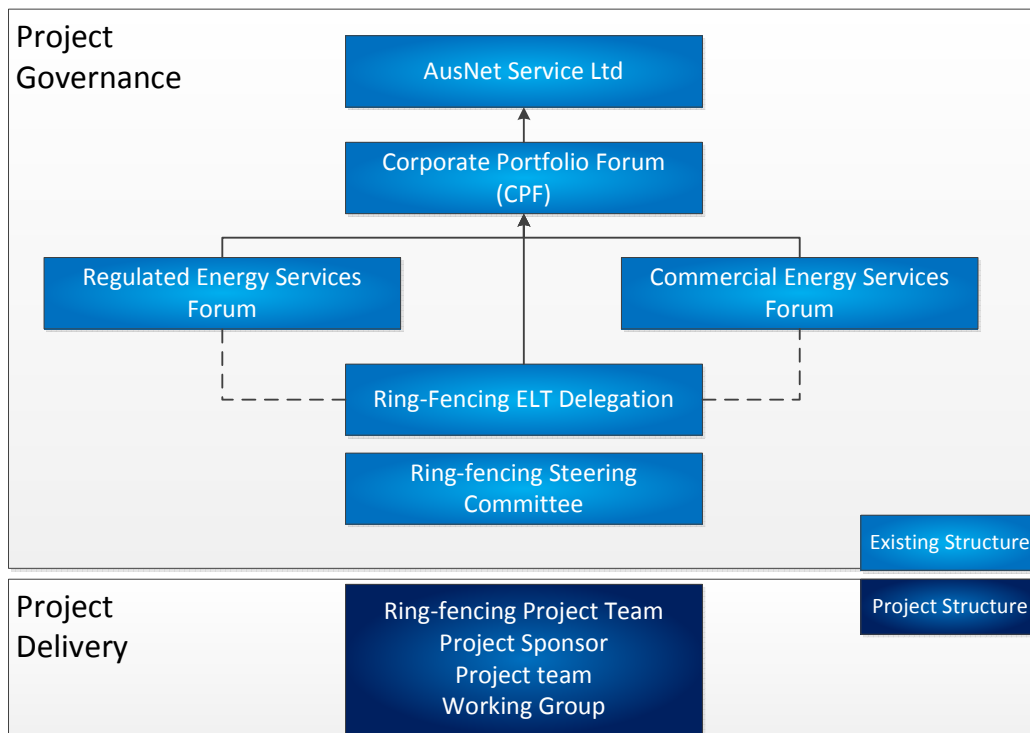 Project
Governance
AusNet Service Ltd
Corporate Portfolio Forum
(CPF)
Regulated Energy Services
Forum
Commercial Energy Services
Forum
Ring-Fencing ELT Delegation
Ring-fencing Steering
Committee
Existing Structure
Project Structure
Project
Delivery
Ring-fencing Project Team
Project Sponsor
Project team
Working Group